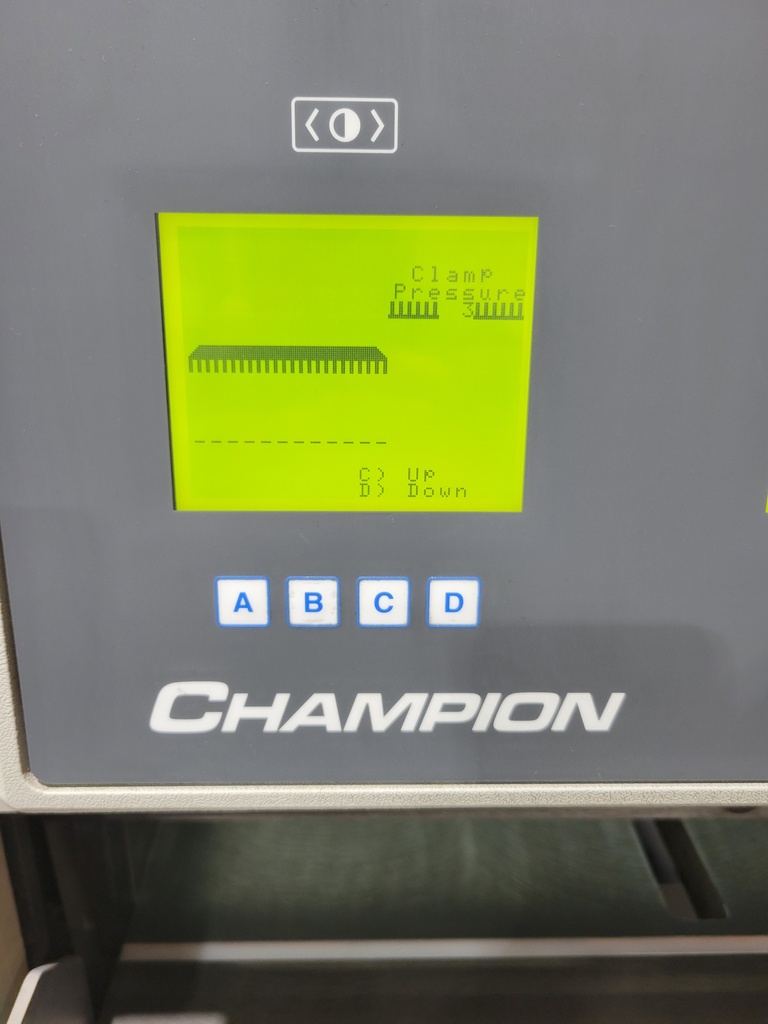 Clamp
Pressure
3
C) Up
D) Down
A B C D
CHAMPION